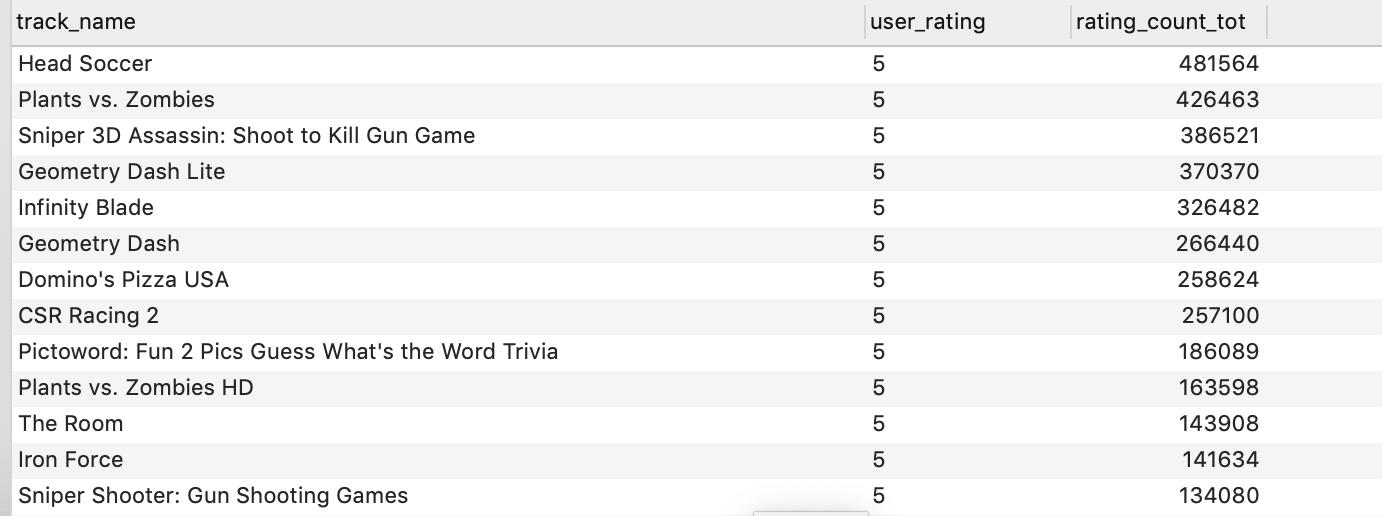 track_name user_rating rating_count_tot
Head Soccer 5 481564
Plants vs. Zombies 5 426463
Sniper 3D Assassin: Shoot to Kill Gun Game 5 386521
Geometry Dash Lite 5 370370
Infinity Blade 5 326482
Geometry Dash 5 266440
Domino's Pizza USA 5 258624
CSR Racing 2 5 257100
Pictoword: Fun 2 Pics Guess What's the Word Trivia 5 186089
Plants vs. Zombies HD 5 163598
The Room 5 143908
Iron Force 5 141634
Sniper Shooter: Gun Shooting Games 5 134080